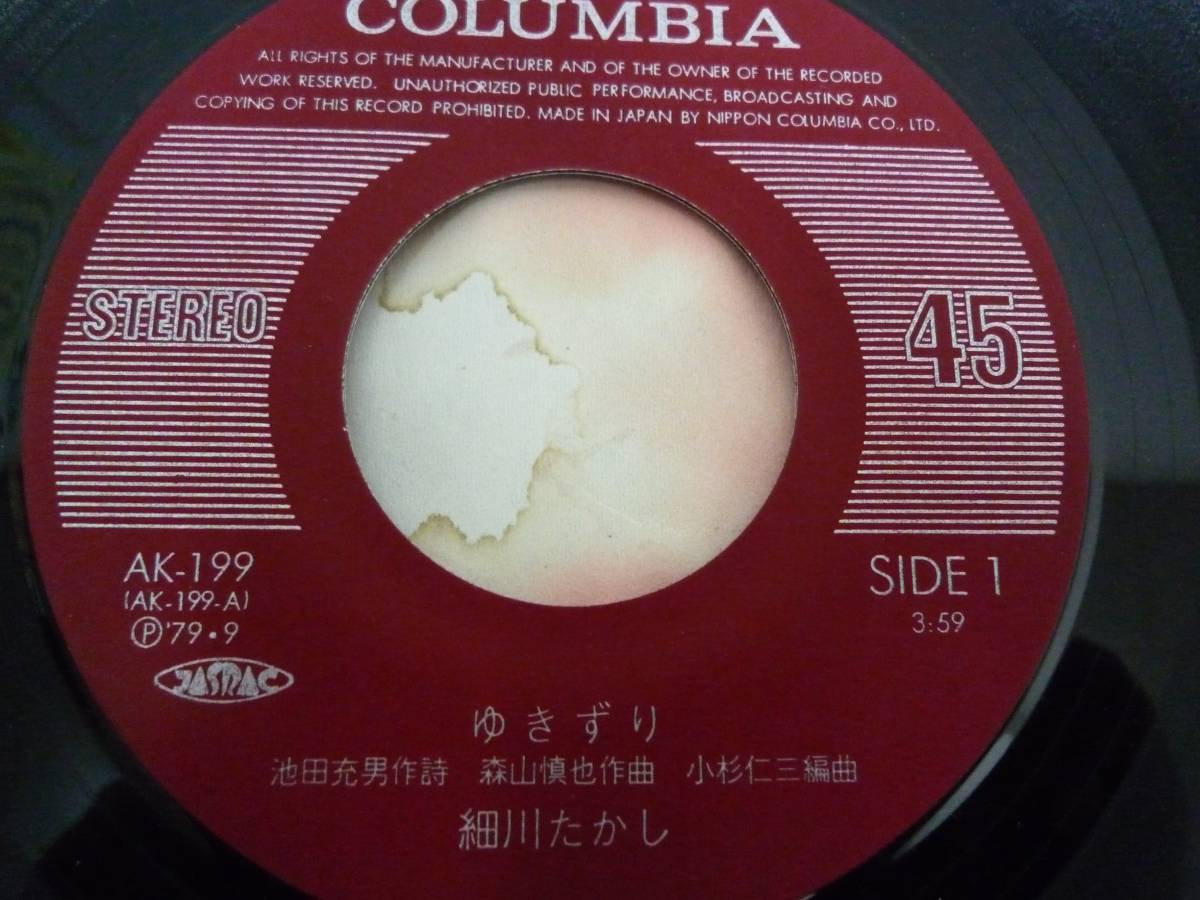 COLUMBIA
ALL RIGHTS OF THE MANUFACTURER AND OF THE OWNER OF THE RECORDED
WORK RESERVED. UNAUTHORIZED PUBLIC PERFORMANCE, BROADCASTING AND
COPYING OF THIS RECORD PROHIBITED. MADE IN JAPAN BY NIPPON COLUMBIA CO., LTD.
STEREO
45
AK-199
(AK-199-A)
Ⓟ'79・9
JASRAC
SIDE 1
3:59
ゆきずり
池田充男作詩 森山慎也作曲 小杉仁三編曲
細川たかし